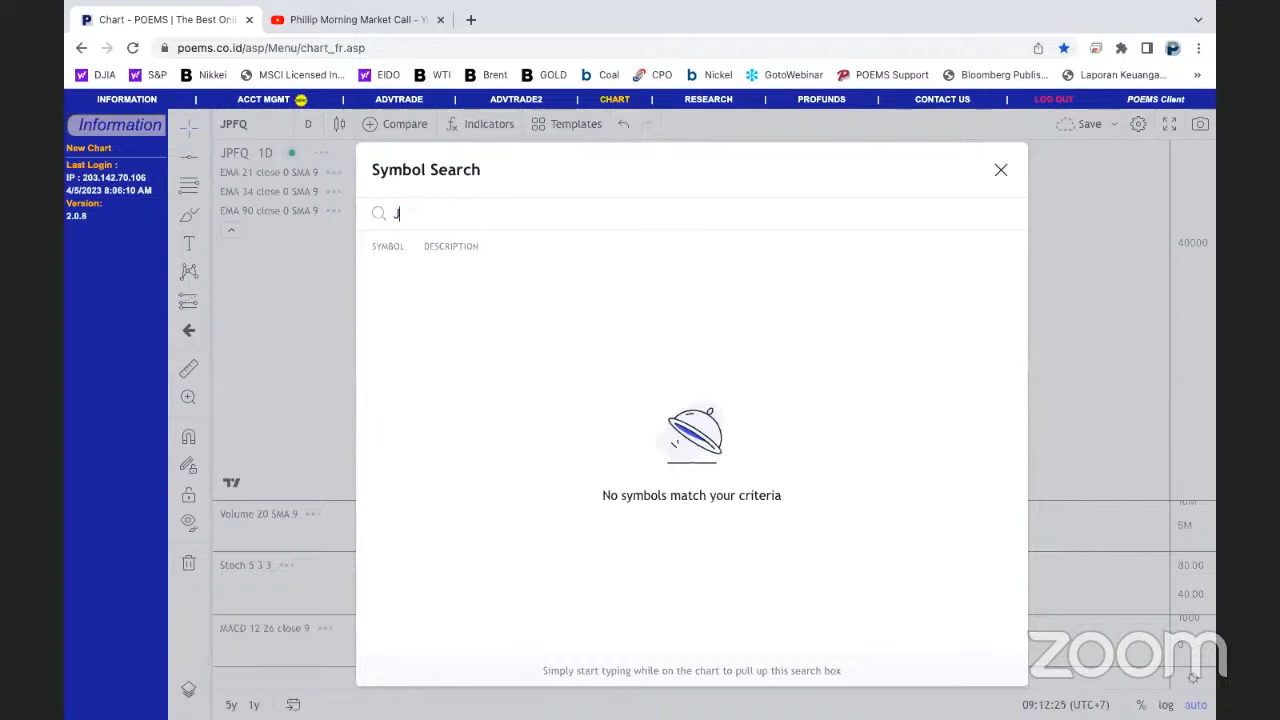 Chart - POEMS | The Best Onli
Phillip Morning Market Call - Y
poems.co.id/asp/Menu/chart_fr.asp
DJIA S&P Nikkei MSCI Licensed In... EIDO WTI Brent GOLD Coal CPO Nickel GotoWebinar POEMS Support Bloomberg Publis... Laporan Keuanga... »
INFORMATION | ACCT MGMT NEW | ADVTRADE | ADVTRADE2 | CHART | RESEARCH | PROFUNDS | CONTACT US | LOG OUT POEMS Client
Information
New Chart
Last Login :
IP : 203.142.70.106
4/5/2023 8:06:10 AM
Version:
2.0.8
JPFQ D Compare Indicators Templates Save
JPFQ 1D
EMA 21 close 0 SMA 9
EMA 34 close 0 SMA 9
EMA 90 close 0 SMA 9
Symbol Search
J
SYMBOL DESCRIPTION
No symbols match your criteria
Simply start typing while on the chart to pull up this search box
40000
Volume 20 SMA 9
10M
5M
Stoch 5 3 3
80.00
40.00
MACD 12 26 close 9
1000
0
zoom
5y 1y
09:12:25 (UTC+7) % log auto